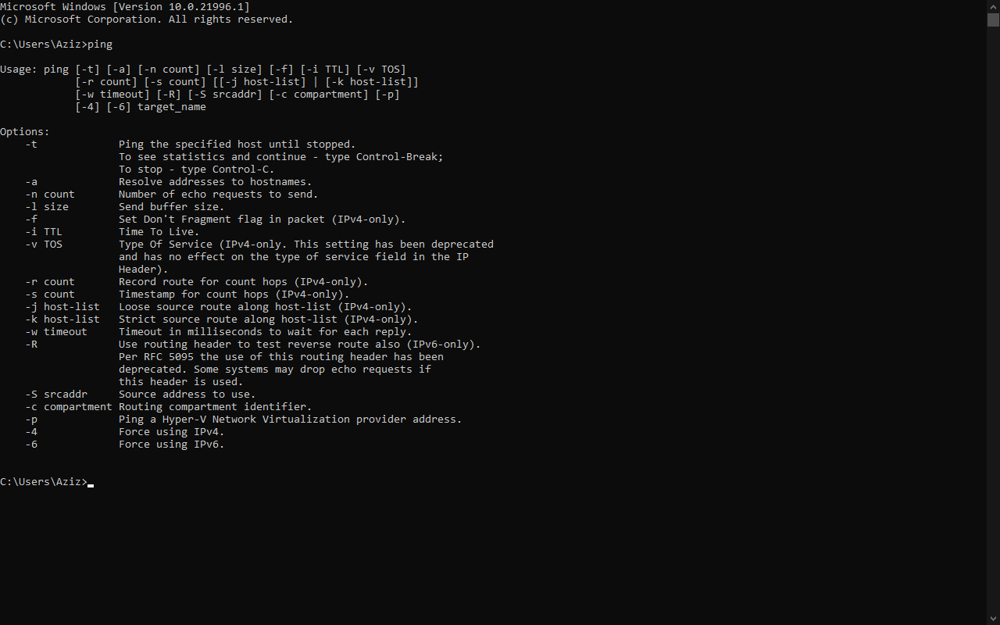 Microsoft Windows [Version 10.0.21996.1]
(c) Microsoft Corporation. All rights reserved.

C:\Users\Aziz>ping

Usage: ping [-t] [-a] [-n count] [-l size] [-f] [-i TTL] [-v TOS]
            [-r count] [-s count] [[-j host-list] | [-k host-list]]
            [-w timeout] [-R] [-S srcaddr] [-c compartment] [-p]
            [-4] [-6] target_name

Options:
    -t             Ping the specified host until stopped.
                   To see statistics and continue - type Control-Break;
                   To stop - type Control-C.
    -a             Resolve addresses to hostnames.
    -n count       Number of echo requests to send.
    -l size        Send buffer size.
    -f             Set Don't Fragment flag in packet (IPv4-only).
    -i TTL         Time To Live.
    -v TOS         Type Of Service (IPv4-only. This setting has been deprecated
                   and has no effect on the type of service field in the IP
                   Header).
    -r count       Record route for count hops (IPv4-only).
    -s count       Timestamp for count hops (IPv4-only).
    -j host-list   Loose source route along host-list (IPv4-only).
    -k host-list   Strict source route along host-list (IPv4-only).
    -w timeout     Timeout in milliseconds to wait for each reply.
    -R             Use routing header to test reverse route also (IPv6-only).
                   Per RFC 5095 the use of this routing header has been
                   deprecated. Some systems may drop echo requests if
                   this header is used.
    -S srcaddr     Source address to use.
    -c compartment Routing compartment identifier.
    -p             Ping a Hyper-V Network Virtualization provider address.
    -4             Force using IPv4.
    -6             Force using IPv6.

C:\Users\Aziz>